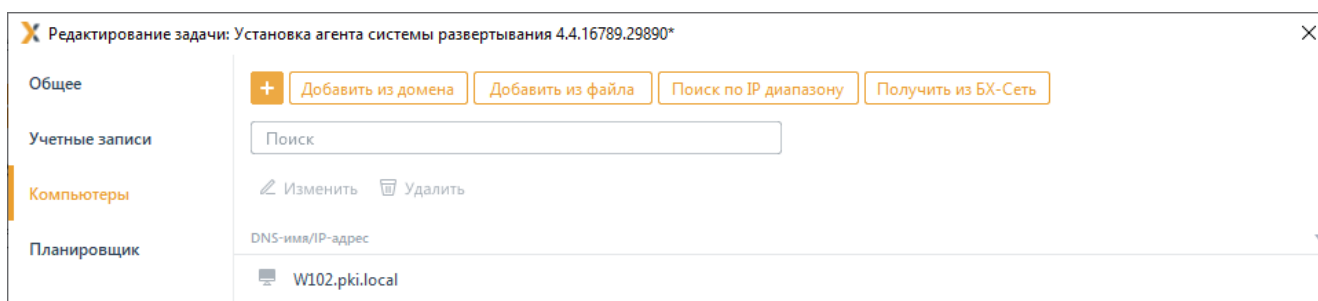 Редактирование задачи: Установка агента системы развертывания 4.4.16789.29890*
Общее
+ Добавить из домена Добавить из файла Поиск по IP диапазону Получить из БХ-Сеть
Учетные записи
Поиск
Компьютеры
Изменить Удалить
Планировщик
DNS-имя/IP-адрес
W102.pki.local